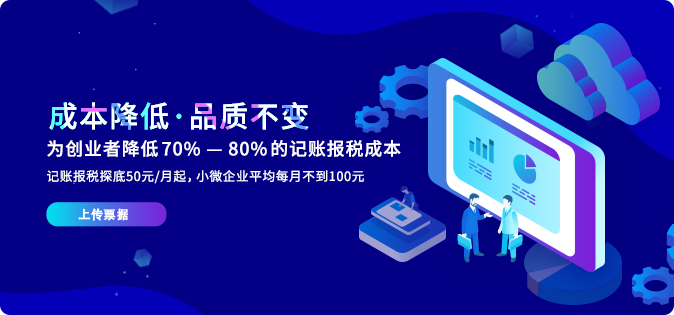 成本降低·品质不变
为创业者降低70% — 80%的记账报税成本
记账报税探底50元/月起, 小微企业平均每月不到100元
上传票据